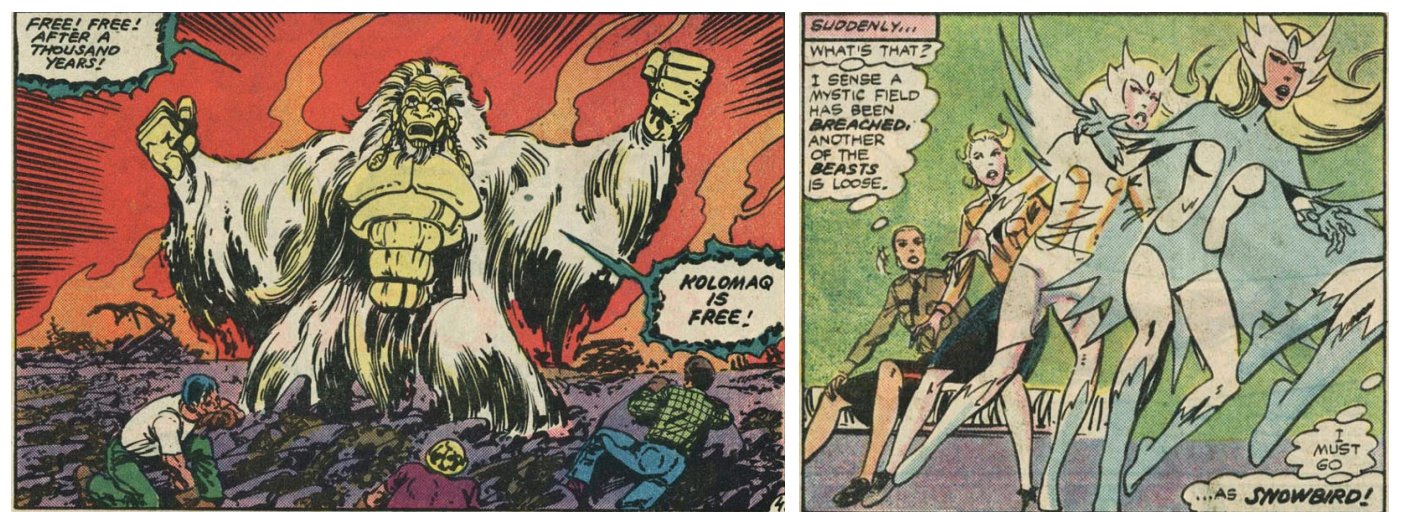 FREE! FREE!
AFTER A
THOUSAND
YEARS!
KOLOMAQ
IS
FREE!
SUDDENLY...
WHAT'S THAT?
I SENSE A
MYSTIC FIELD
HAS BEEN
BREACHED.
ANOTHER
OF THE
BEASTS
IS LOOSE.
I
MUST
GO
...AS SNOWBIRD!